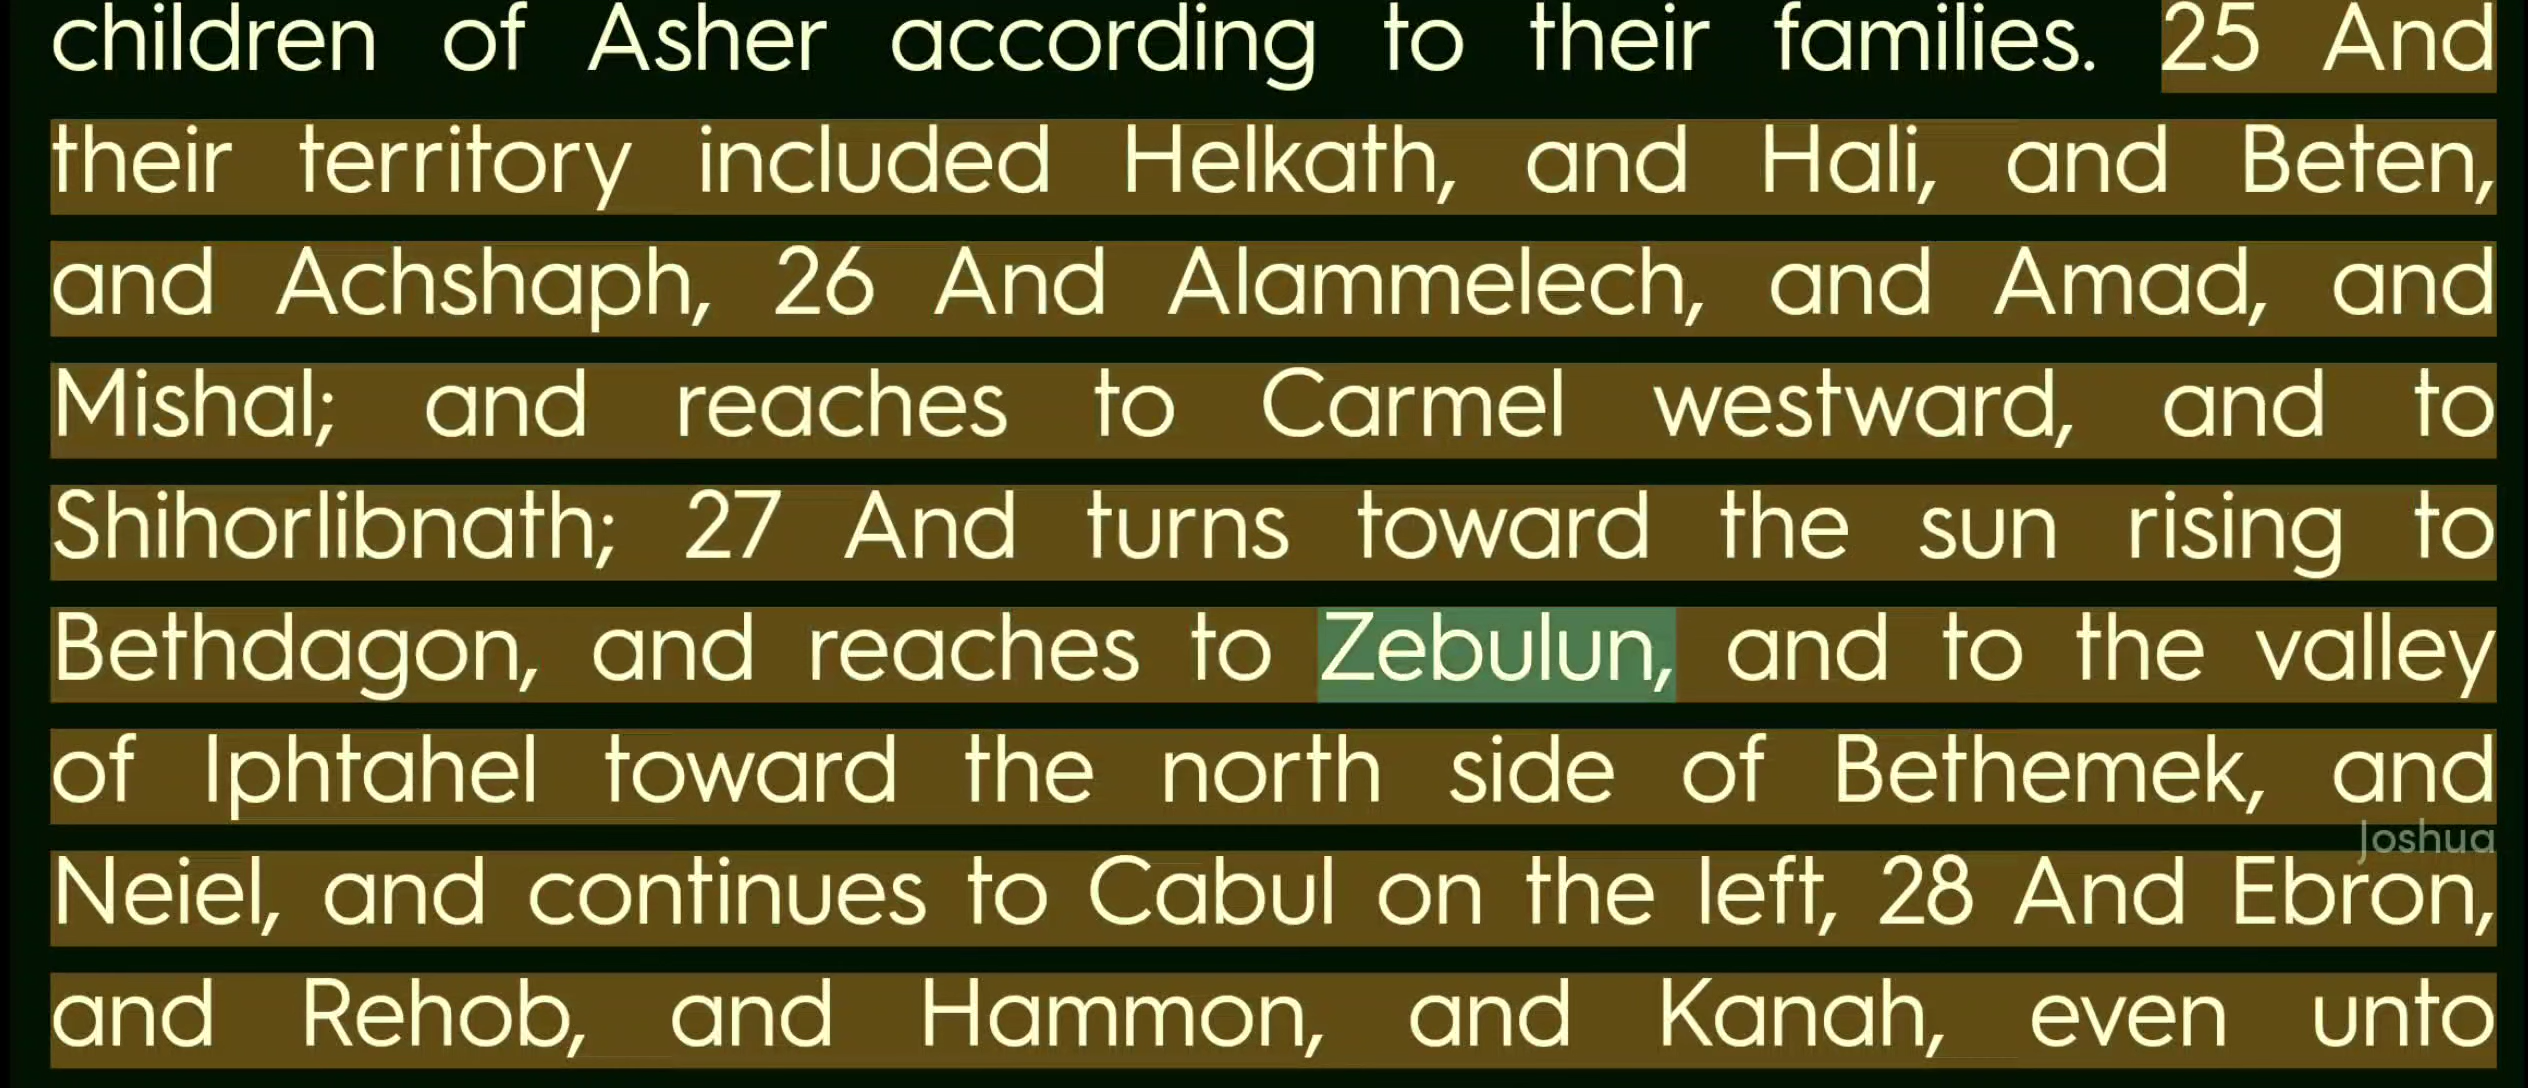 children of Asher according to their families. 25 And
their territory included Helkath, and Hali, and Beten,
and Achshaph, 26 And Alammelech, and Amad, and
Mishal; and reaches to Carmel westward, and to
Shihorlibnath; 27 And turns toward the sun rising to
Bethdagon, and reaches to Zebulun, and to the valley
of Iphtahel toward the north side of Bethemek, and
Joshua
Neiel, and continues to Cabul on the left, 28 And Ebron,
and Rehob, and Hammon, and Kanah, even unto